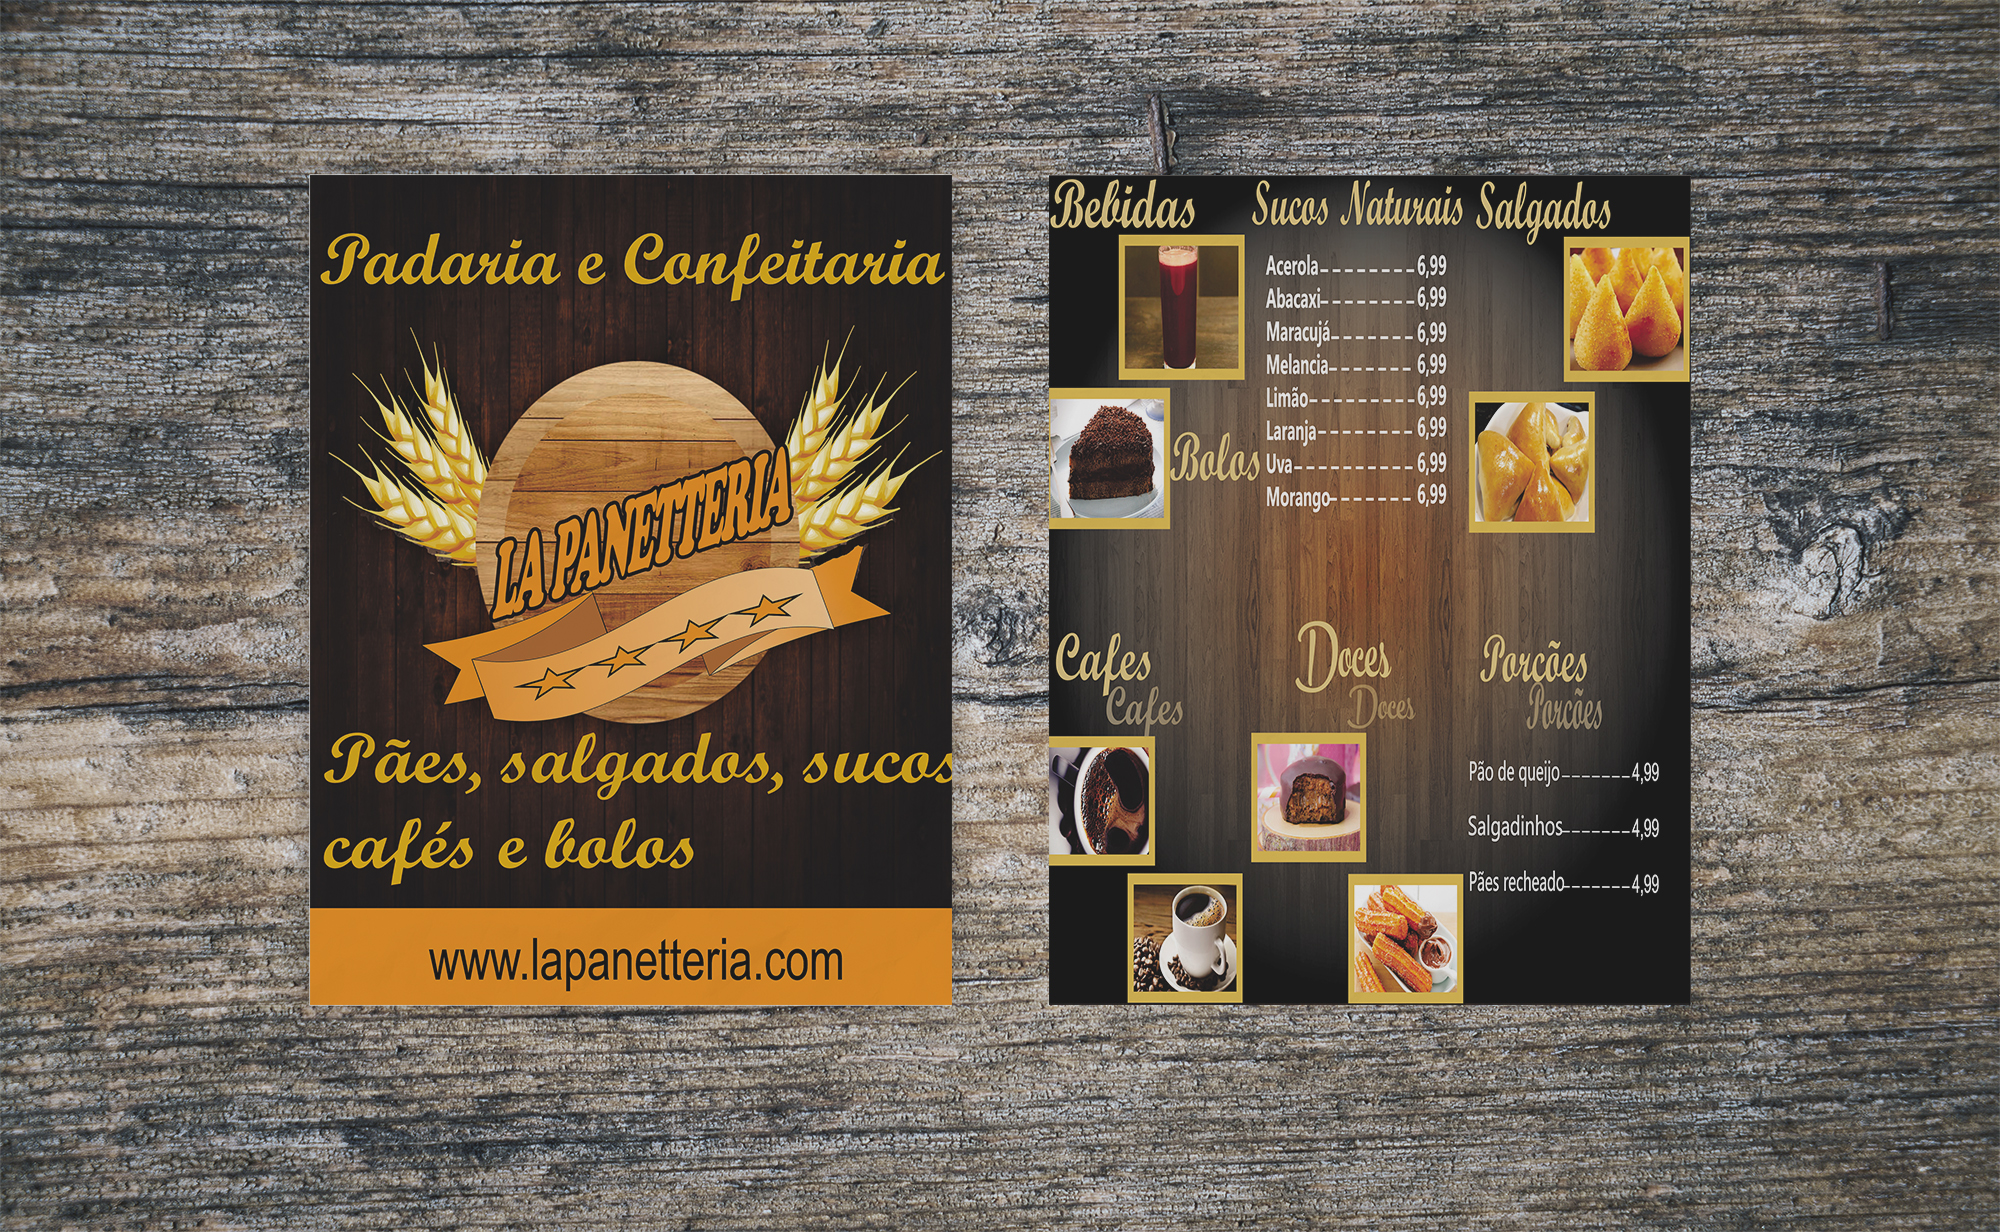 Padaria e Confeitaria
LA PANETTERIA
Pães, salgados, sucos
cafés e bolos
www.lapanetteria.com
Bebidas
Sucos Naturais
Salgados
Acerola--------- 6,99
Abacaxi--------- 6,99
Maracujá-------- 6,99
Melancia-------- 6,99
Limão---------- 6,99
Laranja--------- 6,99
Uva----------- 6,99
Morango-------- 6,99
Bolos
Cafes
Cafes
Doces
Doces
Porcões
Porcões
Pão de queijo-------4,99
Salgadinhos-------4,99
Pães recheado-------4,99